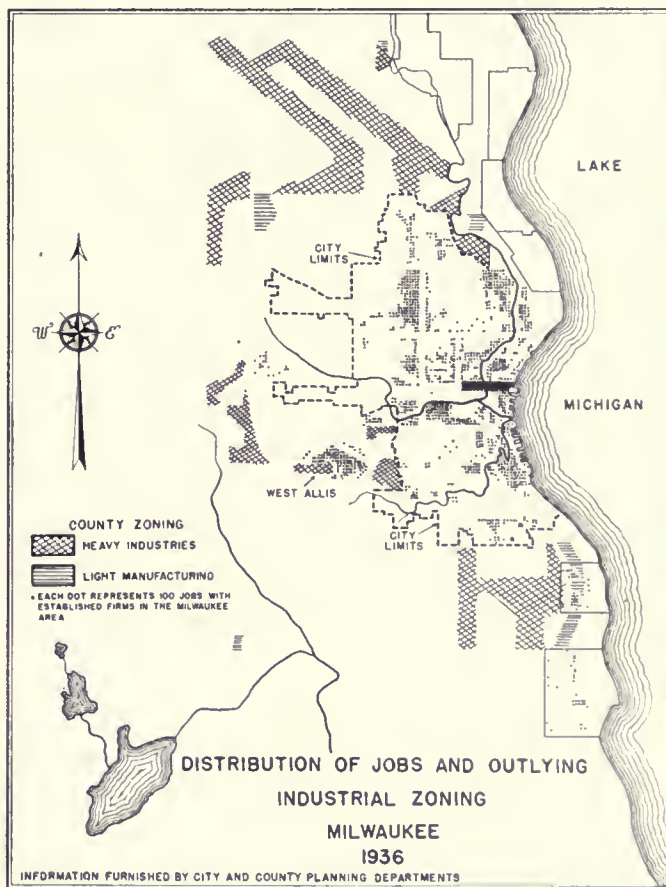 LAKE
CITY
LIMITS
W E
MICHIGAN
WEST ALLIS
CITY
LIMITS
COUNTY ZONING
HEAVY INDUSTRIES
LIGHT MANUFACTURING
• EACH DOT REPRESENTS 100 JOBS WITH
ESTABLISHED FIRMS IN THE MILWAUKEE
AREA
DISTRIBUTION OF JOBS AND OUTLYING
INDUSTRIAL ZONING
MILWAUKEE
1936
INFORMATION FURNISHED BY CITY AND COUNTY PLANNING DEPARTMENTS